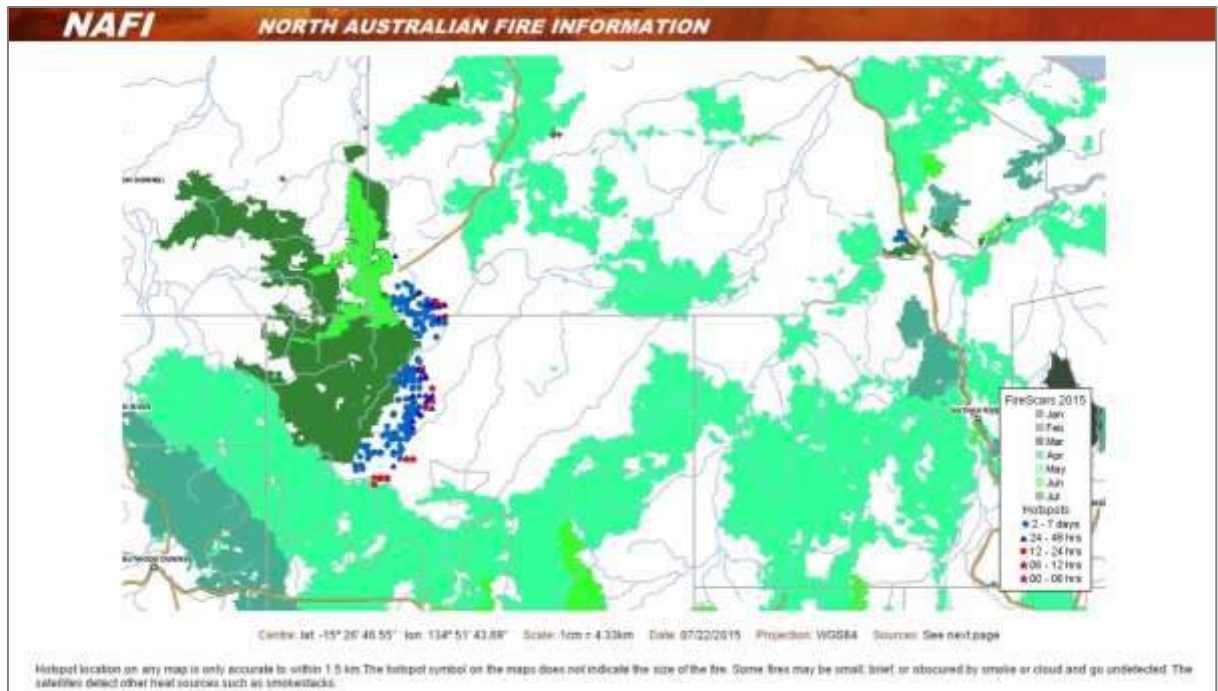 NAFI
NORTH AUSTRALIAN FIRE INFORMATION
FireScars 2015
Jan
Feb
Mar
Apr
May
Jun
Jul
Hotspots
2 - 7 days
24 - 48 hrs
12 - 24 hrs
06 - 12 hrs
00 - 06 hrs
Centre: lat -15° 26' 46.55" lon: 134° 51' 43.69" Scale: 1cm = 4.33km Date: 07/22/2015 Projection: WGS84 Sources: See next page
Hotspot location on any map is only accurate to within 1.5 km. The hotspot symbol on the maps does not indicate the size of the fire. Some fires may be small, brief, or obscured by smoke or cloud and go undetected. The
satellites detect other heat sources such as smokestacks.